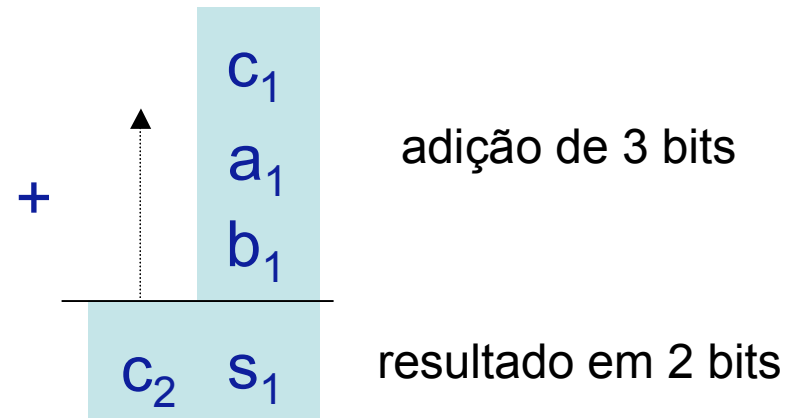 c₁
a₁ adição de 3 bits
+
b₁
c₂ s₁ resultado em 2 bits